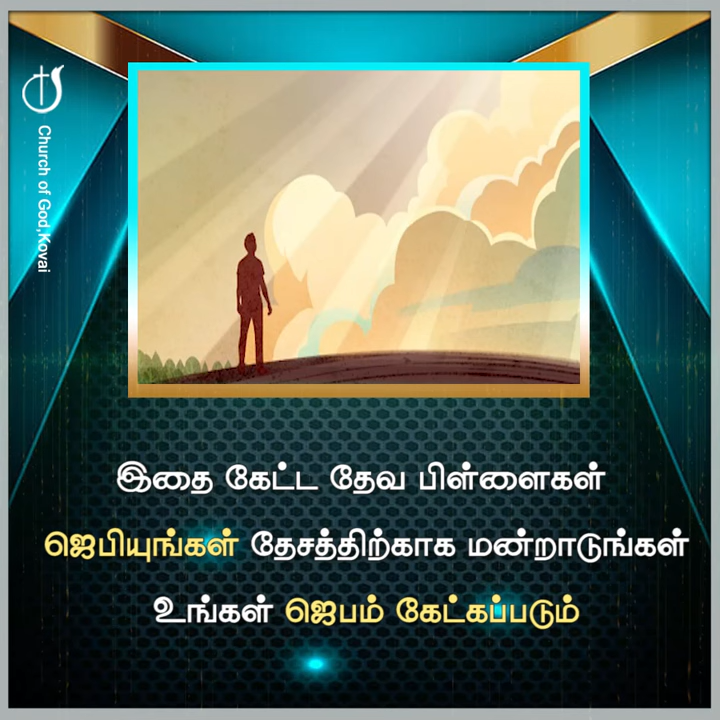 Church of God,Kovai
இதை கேட்ட தேவ பிள்ளைகள்
ஜெபியுங்கள் தேசத்திற்காக மன்றாடுங்கள்
உங்கள் ஜெபம் கேட்கப்படும்